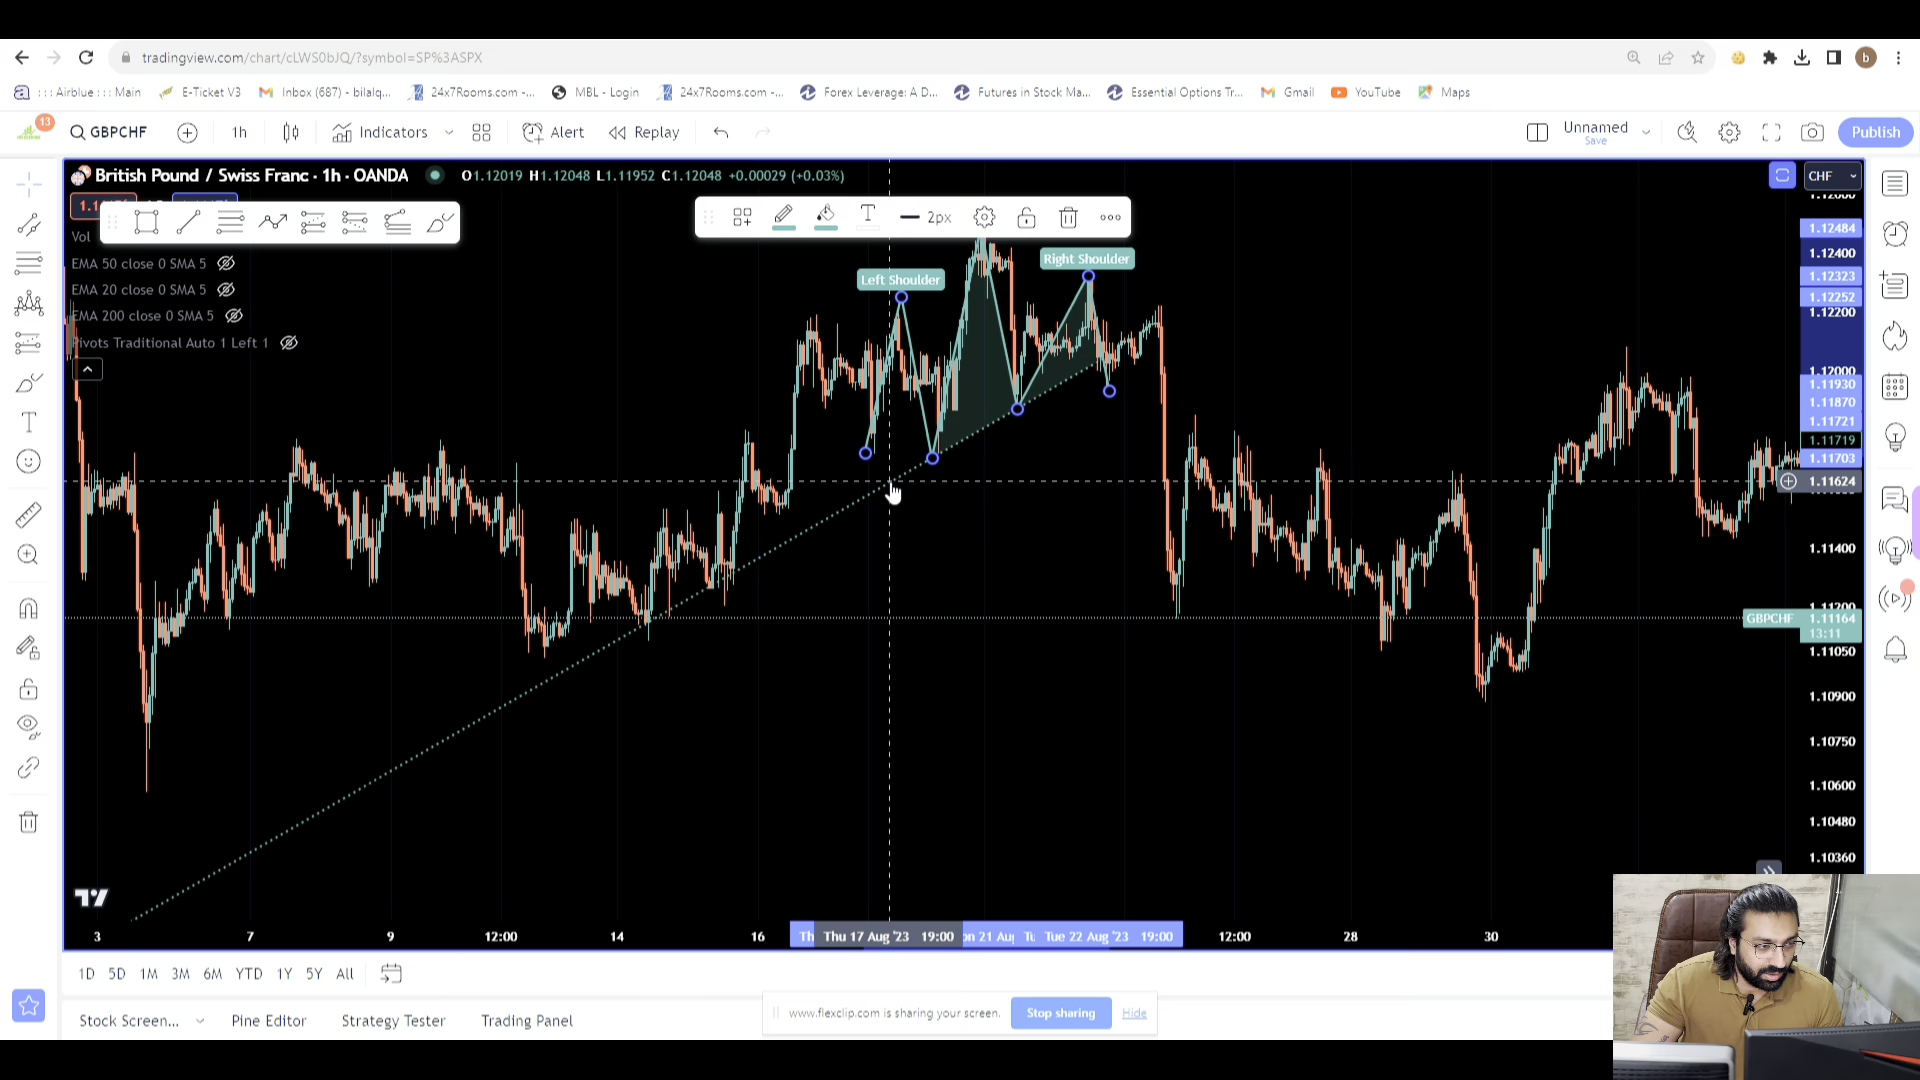 tradingview.com/chart/cLWS0bJQ/?symbol=SP%3ASPX
b
::: Airblue ::: Main
E-Ticket V3
Inbox (687) - bilalq...
24x7Rooms.com -...
MBL - Login
24x7Rooms.com -...
Forex Leverage: A D...
Futures in Stock Ma...
Essential Options Tr...
Gmail
YouTube
Maps
13
GBPCHF
1h
Indicators
Alert
Replay
Unnamed
Save
Publish
British Pound / Swiss Franc · 1h · OANDA
O1.12019 H1.12048 L1.11952 C1.12048 +0.00029 (+0.03%)
CHF
2px
Vol
EMA 50 close 0 SMA 5
EMA 20 close 0 SMA 5
EMA 200 close 0 SMA 5
Pivots Traditional Auto 1 Left 1
Left Shoulder
Right Shoulder
1.12484
1.12400
1.12323
1.12252
1.12200
1.12000
1.11930
1.11870
1.11721
1.11719
1.11703
1.11624
1.11400
1.11200
GBPCHF 1.11164
13:11
1.11050
1.10900
1.10750
1.10600
1.10480
1.10360
3 7 9 12:00 14 16 Th Thu 17 Aug '23 19:00 Tue 22 Aug '23 19:00 12:00 28 30
1D 5D 1M 3M 6M YTD 1Y 5Y All
Stock Screen... Pine Editor Strategy Tester Trading Panel
www.flexclip.com is sharing your screen. Stop sharing Hide